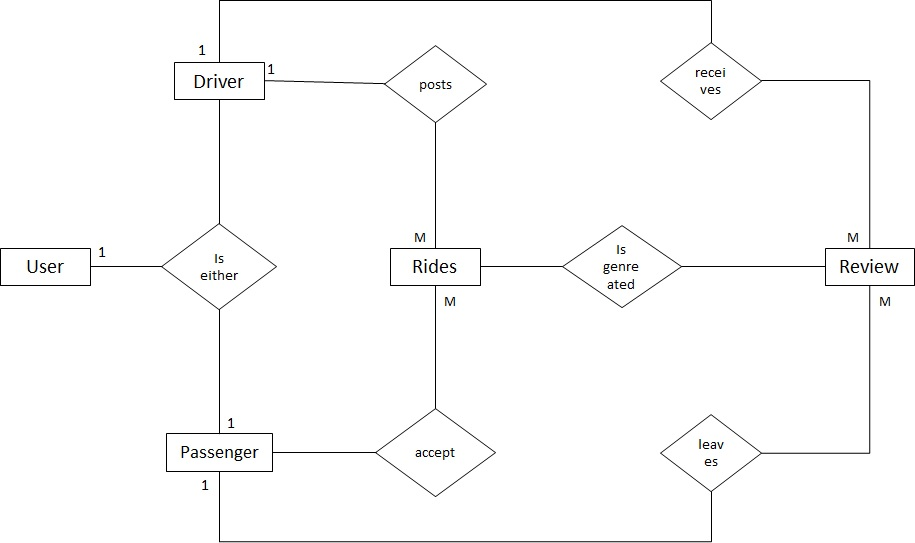 1
Driver
1
posts
recei
ves
User
1
Is
either
M
Rides
M
Is
genre
ated
M
Review
M
1
Passenger
1
accept
leav
es